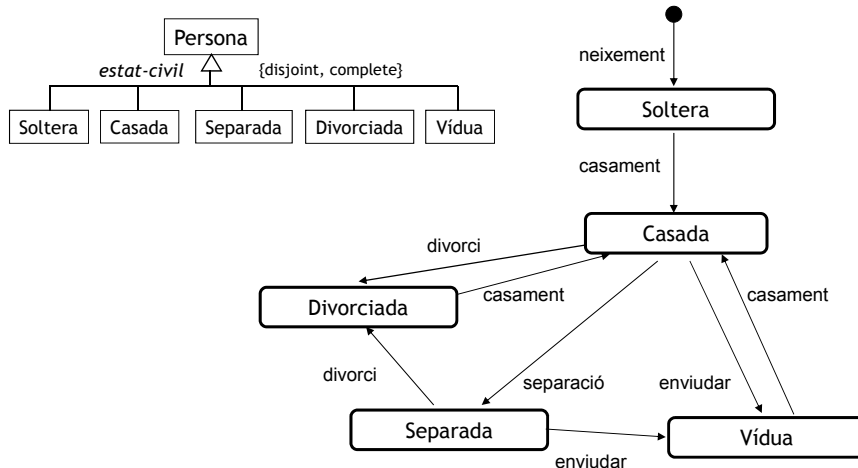 Persona
estat-civil {disjoint, complete}
Soltera Casada Separada Divorciada Vídua
neixement
Soltera
casament
Casada
divorci
Divorciada
casament
casament
divorci
separació
enviudar
Separada
Vídua
enviudar